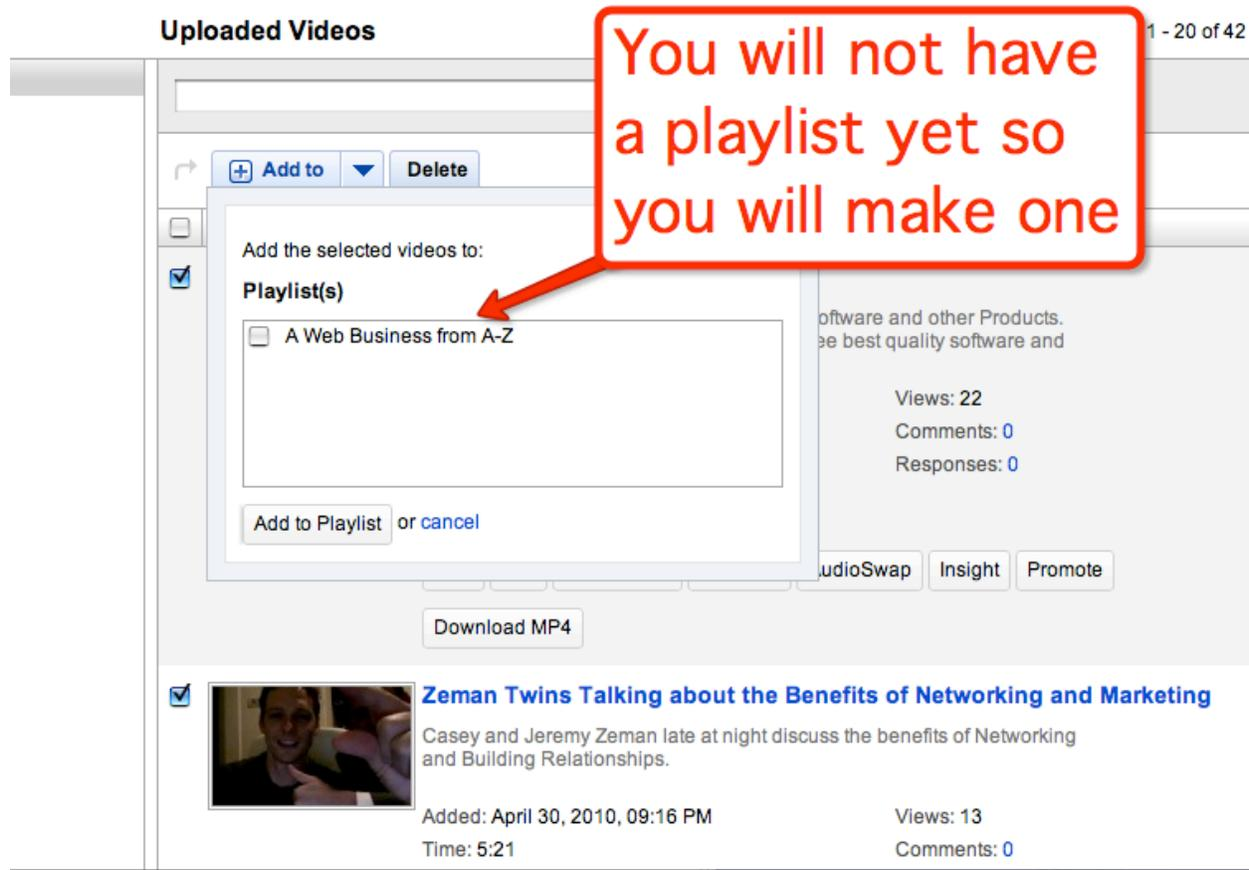 Uploaded Videos
1 - 20 of 42
You will not have
a playlist yet so
you will make one
Add to
Delete
Add the selected videos to:
Playlist(s)
A Web Business from A-Z
Add to Playlist or cancel
and other Products.
best quality software and
Views: 22
Comments: 0
Responses: 0
Insight
Promote
Download MP4
Zeman Twins Talking about the Benefits of Networking and Marketing
Casey and Jeremy Zeman late at night discuss the benefits of Networking
and Building Relationships.
Added: April 30, 2010, 09:16 PM
Views: 13
Time: 5:21
Comments: 0